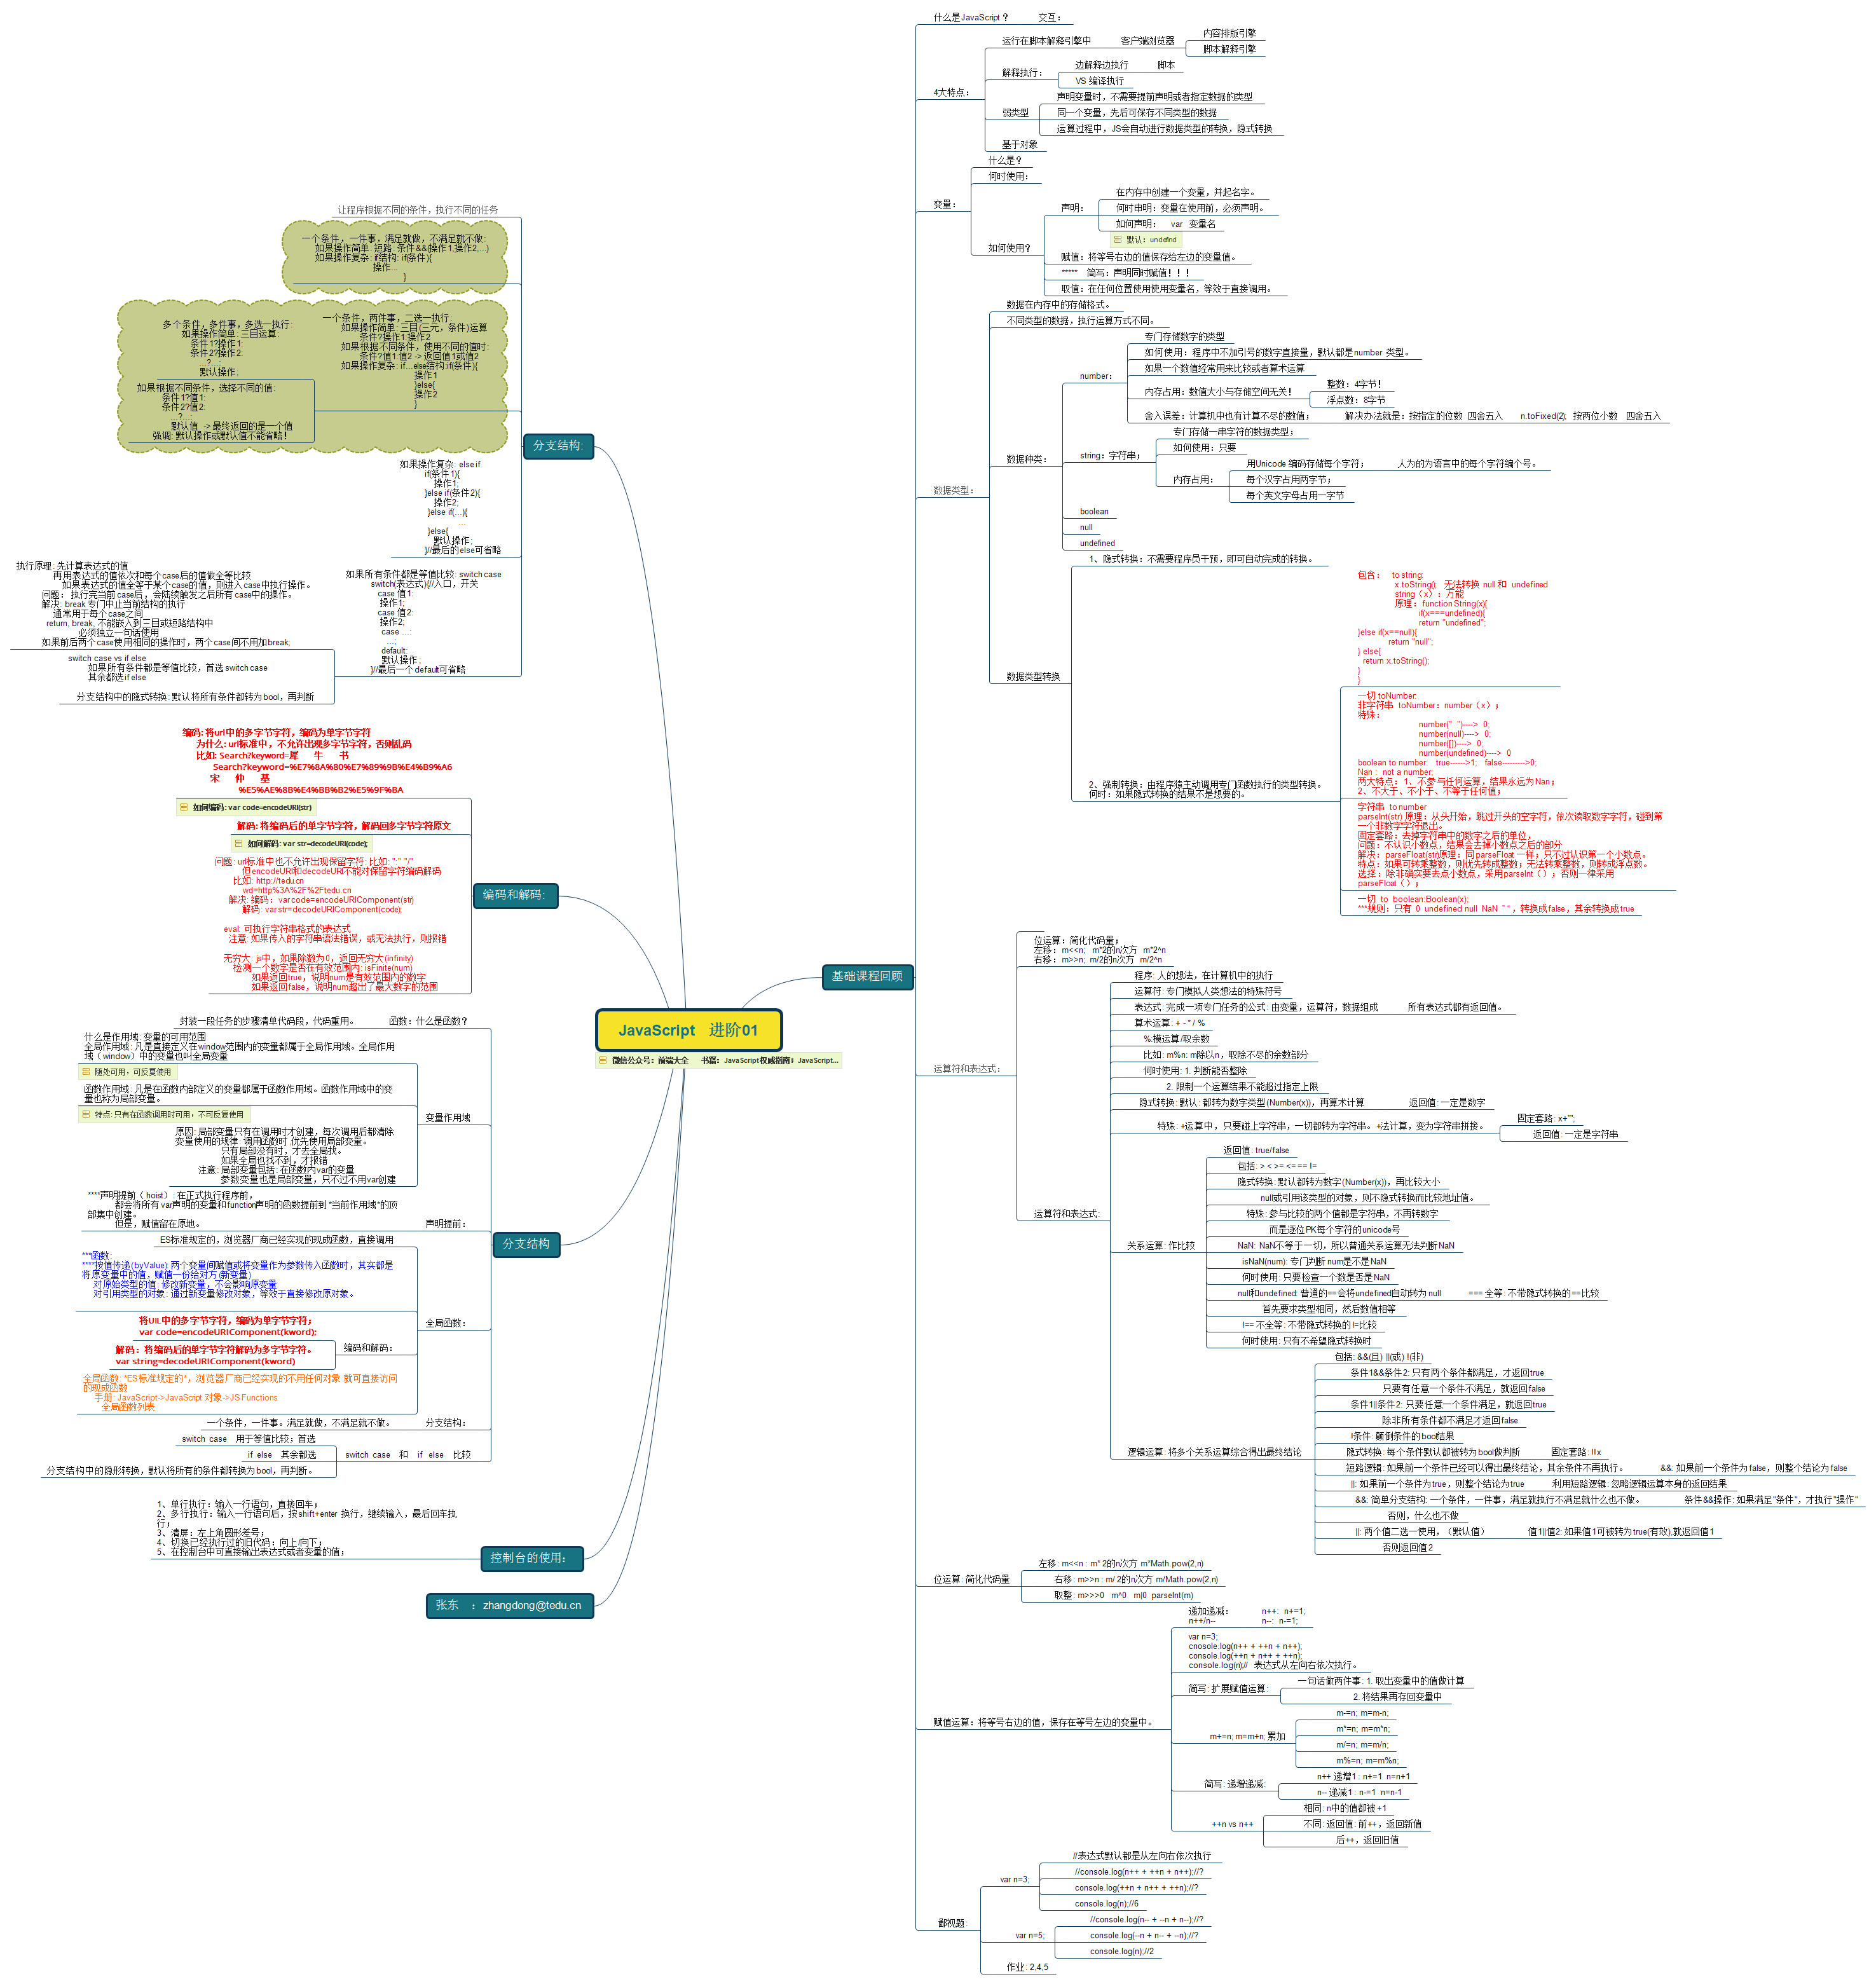 JavaScript 进阶01
微信公众号：前端大全 书籍：JavaScript权威指南；JavaScript...
基础课程回顾
什么是JavaScript？ 交互：
4大特点：
运行在脚本解释引擎中 客户端浏览器
内容排版引擎
脚本解释引擎
解释执行：
边解释边执行 脚本
VS 编译执行
弱类型
声明变量时，不需要提前声明或者指定数据的类型
同一个变量，先后可保存不同类型的数据
运算过程中，JS会自动进行数据类型的转换，隐式转换
基于对象
变量：
什么是？
何时使用：
如何使用？
声明：
在内存中创建一个变量，并起名字。
何时申明：变量在使用前，必须声明。
如何声明： var 变量名
默认：undefind
赋值：将等号右边的值保存给左边的变量值。
***** 简写：声明同时赋值！！！
取值：在任何位置使用使用变量名，等效于直接调用。
数据类型：
数据在内存中的存储格式。
不同类型的数据，执行运算方式不同。
数据种类：
number：
专门存储数字的类型
如何使用：程序中不加引号的数字直接量，默认都是number 类型。
如果一个数值经常用来比较或者算术运算
内存占用：数值大小与存储空间无关！
整数：4字节！
浮点数：8字节
舍入误差：计算机中也有计算不尽的数值； 解决办法就是：按指定的位数 四舍五入 n.toFixed(2); 按两位小数 四舍五入
string：字符串；
专门存储一串字符的数据类型；
如何使用：只要
内存占用：
用Unicode 编码存储每个字符； 人为的为语言中的每个字符编个号。
每个汉字占用两字节；
每个英文字母占用一字节
boolean
null
undefined
数据类型转换
1、隐式转换：不需要程序员干预，即可自动完成的转换。
2、强制转换：由程序猿主动调用专门函数执行的类型转换。
何时：如果隐式转换的结果不是想要的。
包含： to string:
x.toString(); 无法转换 null 和 undefined
string（x）：万能
原理：function String(x){
if(x===undefined){
return "undefined";
}else if(x==null){
return "null";
} else{
return x.toString();
}
}
一切 toNumber:
非字符串 toNumber：number（x）；
特殊：
number(" ")----> 0;
number(null)----> 0;
number([])----> 0;
number(undefined)----> 0
boolean to number: true------>1; false--------->0;
Nan： not a number;
两大特点：1、不参与任何运算，结果永远为Nan；
2、不大于、不小于、不等于任何值；
字符串 to number
parseInt(str) 原理：从头开始，跳过开头的空字符，依次读取数字字符，碰到第
一个非数字字符退出。
固定套路：去掉字符串中的数字之后的单位，
问题：不认识小数点，结果会去掉小数点之后的部分
解决：parseFloat(str)原理：同parseFloat 一样；只不过认识第一个小数点。
特点：如果可转乘整数，则优先转成整数；无法转乘整数，则转成浮点数。
选择：除非确实要去点小数点，采用parseInt（）；否则一律采用
parseFloat（）；
一切 to boolean:Boolean(x);
***规则：只有 0 undefined null NaN " "，转换成false，其余转换成true
运算符和表达式：
位运算：简化代码量；
左移：m<<n; m*2的n次方 m*2^n
右移：m>>n; m/2的n次方 m/2^n
运算符和表达式:
程序: 人的想法，在计算机中的执行
运算符: 专门模拟人类想法的特殊符号
表达式: 完成一项专门任务的公式: 由变量，运算符，数据组成 所有表达式都有返回值。
算术运算: + - * / %
%:模运算/取余数
比如: m%n: m除以n，取除不尽的余数部分
何时使用: 1. 判断能否整除
2. 限制一个运算结果不能超过指定上限
隐式转换: 默认: 都转为数字类型(Number(x))，再算术计算 返回值: 一定是数字
特殊: +运算中，只要碰上字符串，一切都转为字符串。+法计算，变为字符串拼接。
固定套路: x+"";
返回值: 一定是字符串
关系运算: 作比较
返回值: true/false
包括: > < >= <= == !=
隐式转换: 默认都转为数字(Number(x))，再比较大小
null或引用该类型的对象，则不隐式转换而比较地址值。
特殊: 参与比较的两个值都是字符串，不再转数字
而是逐位PK每个字符的unicode号
NaN: NaN不等于一切，所以普通关系运算无法判断NaN
isNaN(num): 专门判断num是不是NaN
何时使用: 只要检查一个数是否是NaN
null和undefined: 普通的==会将undefined自动转为null === 全等: 不带隐式转换的==比较
首先要求类型相同，然后数值相等
!== 不全等: 不带隐式转换的!=比较
何时使用: 只有不希望隐式转换时
逻辑运算: 将多个关系运算综合得出最终结论
包括: &&(且) ||(或) !(非)
条件1&&条件2: 只有两个条件都满足，才返回true
只要有任意一个条件不满足，就返回false
条件1||条件2: 只要任意一个条件满足，就返回true
除非所有条件都不满足才返回false
!条件: 颠倒条件的bool结果
隐式转换: 每个条件默认都被转为bool做判断 固定套路: !!x
短路逻辑: 如果前一个条件已经可以得出最终结论，其余条件不再执行。 &&: 如果前一个条件为false，则整个结论为false
||: 如果前一个条件为true，则整个结论为true 利用短路逻辑: 忽略逻辑运算本身的返回结果
&&: 简单分支结构: 一个条件，一件事，满足就执行不满足就什么也不做。 条件&&操作: 如果满足"条件"，才执行"操作"
否则，什么也不做
||: 两个值二选一使用，（默认值） 值1||值2: 如果值1可被转为true(有效),就返回值1
否则返回值2
位运算: 简化代码量
左移: m<<n : m* 2的n次方 m*Math.pow(2,n)
右移: m>>n : m/ 2的n次方 m/Math.pow(2,n)
取整: m>>>0 m^0 m|0 parseInt(m)
赋值运算：将等号右边的值，保存在等号左边的变量中。
递加递减： n++: n+=1;
n++/n-- n--: n-=1;
var n=3;
cnosole.log(n++ + ++n + n++);
console.log(++n + n++ + ++n);
console.log(n);// 表达式从左向右依次执行。
简写: 扩展赋值运算:
一句话做两件事: 1. 取出变量中的值做计算
2. 将结果再存回变量中
m+=n; m=m+n; 累加
m-=n; m=m-n;
m*=n; m=m*n;
m/=n; m=m/n;
m%=n; m=m%n;
简写: 递增递减:
n++ 递增1 : n+=1 n=n+1
n-- 递减1 : n-=1 n=n-1
++n vs n++
相同: n中的值都被+1
不同: 返回值: 前++，返回新值
后++，返回旧值
鄙视题:
var n=3;
//表达式默认都是从左向右依次执行
//console.log(n++ + ++n + n++);//?
console.log(++n + n++ + ++n);//?
console.log(n);//6
var n=5;
//console.log(n-- + --n + n--);//?
console.log(--n + n-- + --n);//?
console.log(n);//2
作业: 2,4,5
分支结构:
让程序根据不同的条件，执行不同的任务
一个条件，一件事，满足就做，不满足就不做:
如果操作简单: 短路: 条件&&(操作1,操作2,...)
如果操作复杂: if结构: if(条件){
操作...
}
一个条件，两件事，二选一执行:
如果操作简单: 三目(三元，条件)运算
条件?操作1:操作2
如果根据不同条件，使用不同的值时:
条件?值1:值2 -> 返回值1或值2
如果操作复杂: if...else结构:if(条件){
操作1
}else{
操作2
}
多个条件，多件事，多选一执行:
如果操作简单: 三目运算:
条件1?操作1:
条件2?操作2:
...?...:
默认操作;
如果根据不同条件，选择不同的值:
条件1?值1:
条件2?值2:
...?...:
默认值 -> 最终返回的是一个值
强调: 默认操作或默认值不能省略!
如果操作复杂: else if
if(条件1){
操作1;
}else if(条件2){
操作2;
}else if(...){
...
}else{
默认操作;
}//最后的else可省略
如果所有条件都是等值比较: switch case
switch(表达式){//入口，开关
case 值1:
操作1;
case 值2:
操作2;
case ...:
...;
default:
默认操作;
}//最后一个default可省略
执行原理: 先计算表达式的值
再用表达式的值依次和每个case后的值做全等比较
如果表达式的值全等于某个case的值，则进入case中执行操作。
问题: 执行完当前case后，会陆续触发之后所有case中的操作。
解决: break 专门中止当前结构的执行
通常用于每个case之间
return, break, 不能嵌入到三目或短路结构中
必须独立一句话使用
如果前后两个case使用相同的操作时，两个case间不用加break;
switch case vs if else
如果所有条件都是等值比较，首选switch case
其余都选if else
分支结构中的隐式转换: 默认将所有条件都转为bool，再判断
编码和解码:
编码: 将url中的多字节字符，编码为单字节字符
为什么: url标准中，不允许出现多字节字符，否则乱码
比如: Search?keyword=犀 牛 书
Search?keyword=%E7%8A%80%E7%89%9B%E4%B9%A6
宋 仲 基
%E5%AE%8B%E4%BB%B2%E5%9F%BA
如何编码: var code=encodeURI(str)
解码: 将编码后的单字节字符，解码回多字节字符原文
如何解码: var str=decodeURI(code);
问题: url标准中也不允许出现保留字符: 比如: ":" "/"
但encodeURI和decodeURI不能对保留字符编码解码
比如: http://tedu.cn
wd=http%3A%2F%2Ftedu.cn
解决: 编码：var code=encodeURIComponent(str)
解码: var str=decodeURIComponent(code);
eval: 可执行字符串格式的表达式
注意: 如果传入的字符串语法错误，或无法执行，则报错
无穷大: js中，如果除数为0，返回无穷大(infinity)
检测一个数字是否在有效范围内: isFinite(num)
如果返回true，说明num是有效范围内的数字
如果返回false，说明num超出了最大数字的范围
分支结构
封装一段任务的步骤清单代码段，代码重用。 函数：什么是函数?
变量作用域
什么是作用域: 变量的可用范围
全局作用域: 凡是直接定义在window范围内的变量都属于全局作用域。全局作用
域（window）中的变量也叫全局变量
随处可用，可反复使用
函数作用域: 凡是在函数内部定义的变量都属于函数作用域。函数作用域中的变
量也称为局部变量。
特点: 只有在函数调用时可用，不可反复使用
原因: 局部变量只有在调用时才创建，每次调用后都清除
变量使用的规律: 调用函数时,优先使用局部变量。
只有局部没有时，才去全局找。
如果全局也找不到，才报错
注意: 局部变量包括: 在函数内var的变量
参数变量也是局部变量，只不过不用var创建
声明提前：
****声明提前（ hoist）: 在正式执行程序前，
都会将所有var声明的变量和function声明的函数提前到 *当前作用域*的顶
部集中创建。
但是，赋值留在原地。
全局函数：
ES标准规定的，浏览器厂商已经实现的现成函数，直接调用
***函数:
****按值传递(byValue): 两个变量间赋值或将变量作为参数传入函数时，其实都是
将原变量中的值，赋值一份给对方(新变量)
对原始类型的值: 修改新变量，不会影响原变量
对引用类型的对象: 通过新变量修改对象，等效于直接修改原对象。
编码和解码：
将UIL中的多字节字符，编码为单字节字符；
var code=encodeURIComponent(kword);
解码：将编码后的单字节字符解码为多字节字符。
var string=decodeURIComponent(kword)
全局函数: "ES标准规定的"，浏览器厂商已经实现的不用任何对象 就可直接访问
的现成函数
手册: JavaScript->JavaScript 对象->JS Functions
全局函数列表
分支结构：
一个条件，一件事。满足就做，不满足就不做。
switch case 和 if else 比较
switch case 用于等值比较；首选
if else 其余都选
分支结构中的隐形转换，默认将所有的条件都转换为bool，再判断。
控制台的使用：
1、单行执行：输入一行语句，直接回车；
2、多行执行：输入一行语句后，按shift+enter 换行，继续输入，最后回车执
行；
3、清屏：左上角圆形差号；
4、切换已经执行过的旧代码：向上/向下；
5、在控制台中可直接输出表达式或者变量的值；
张东 ：zhangdong@tedu.cn